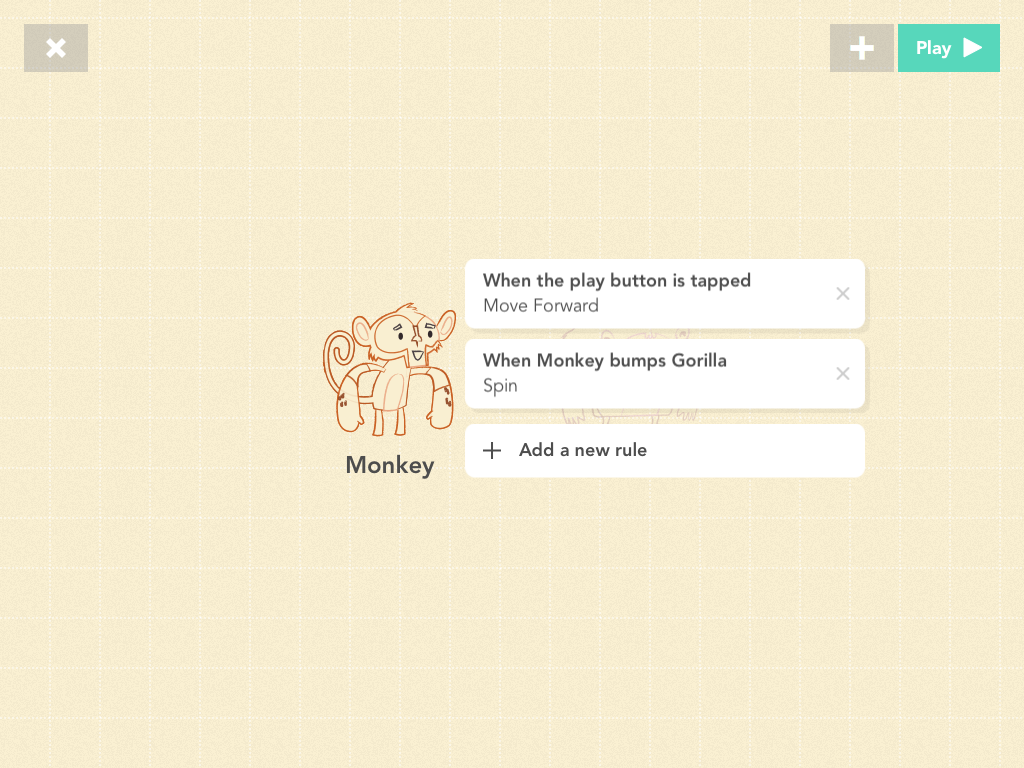 Play
When the play button is tapped
Move Forward
When Monkey bumps Gorilla
Spin
Add a new rule
Monkey